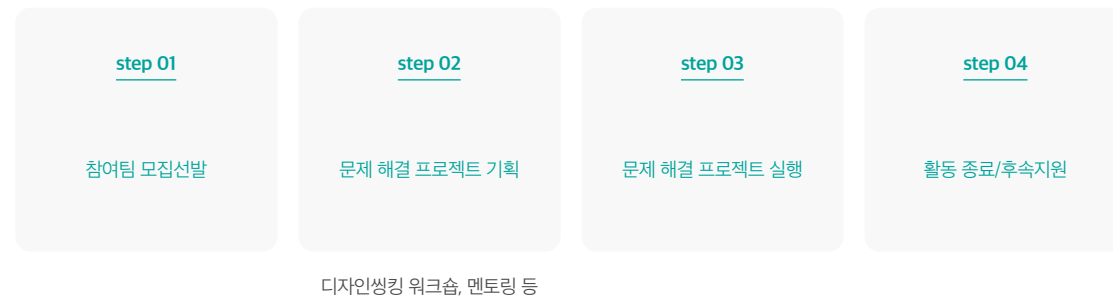 step 01
참여팀 모집선발
step 02
문제 해결 프로젝트 기획
디자인씽킹 워크숍, 멘토링 등
step 03
문제 해결 프로젝트 실행
step 04
활동 종료/후속지원